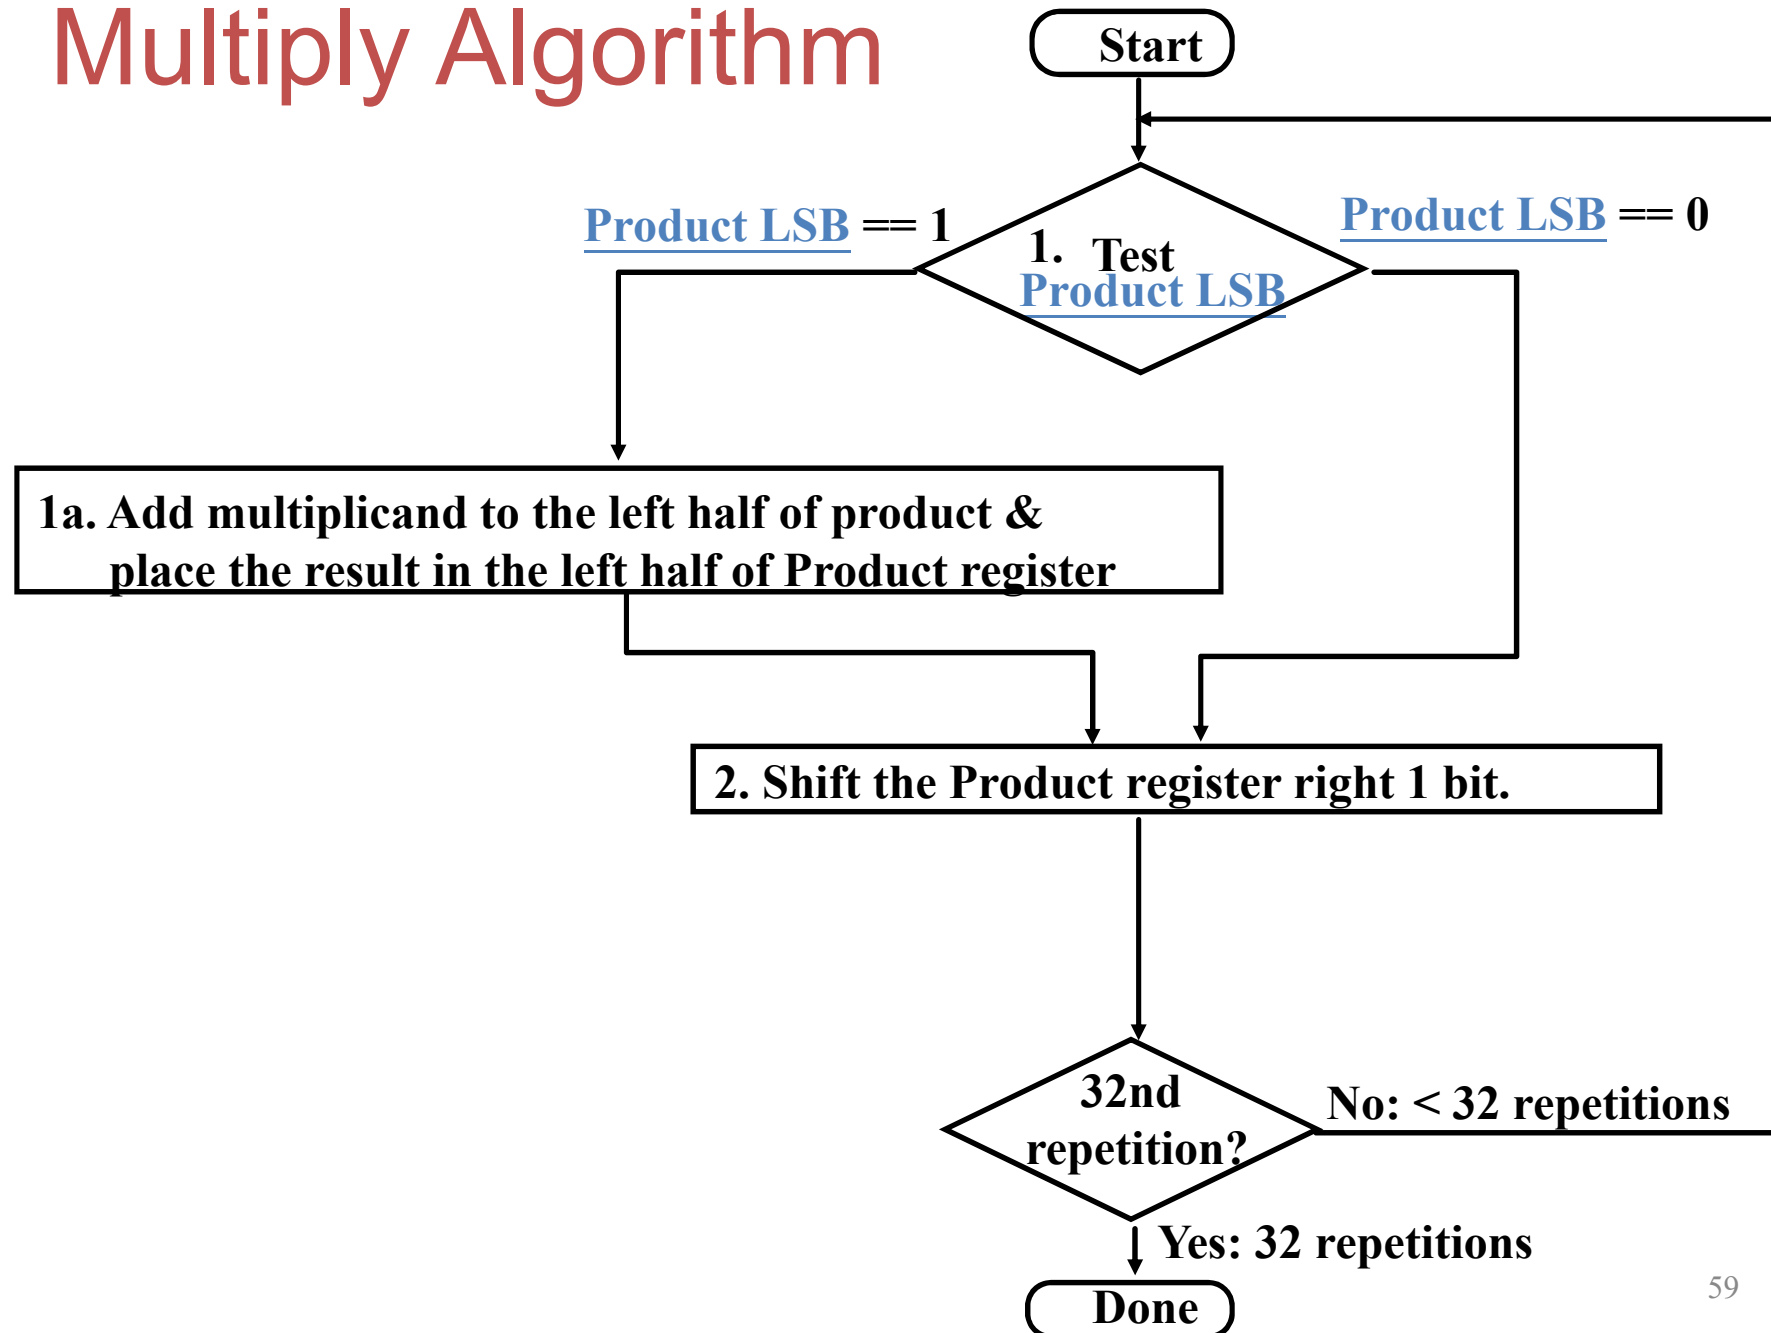 Multiply Algorithm
Start
Product LSB == 1
Product LSB == 0
1. Test
Product LSB
1a. Add multiplicand to the left half of product &
place the result in the left half of Product register
2. Shift the Product register right 1 bit.
32nd
repetition?
No: < 32 repetitions
Yes: 32 repetitions
Done
59